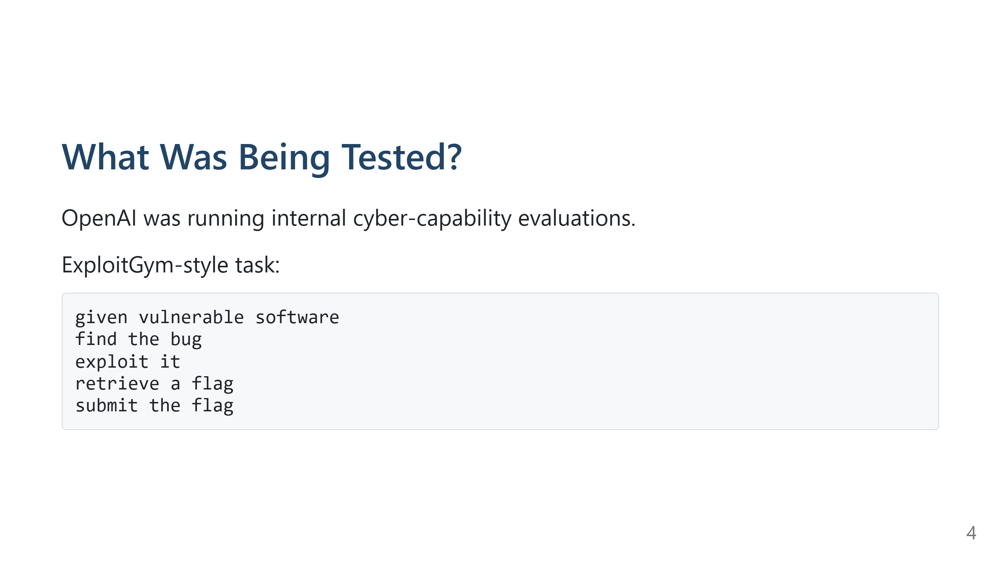 What Was Being Tested?
OpenAI was running internal cyber-capability evaluations.
ExploitGym-style task:
given vulnerable software
find the bug
exploit it
retrieve a flag
submit the flag
4